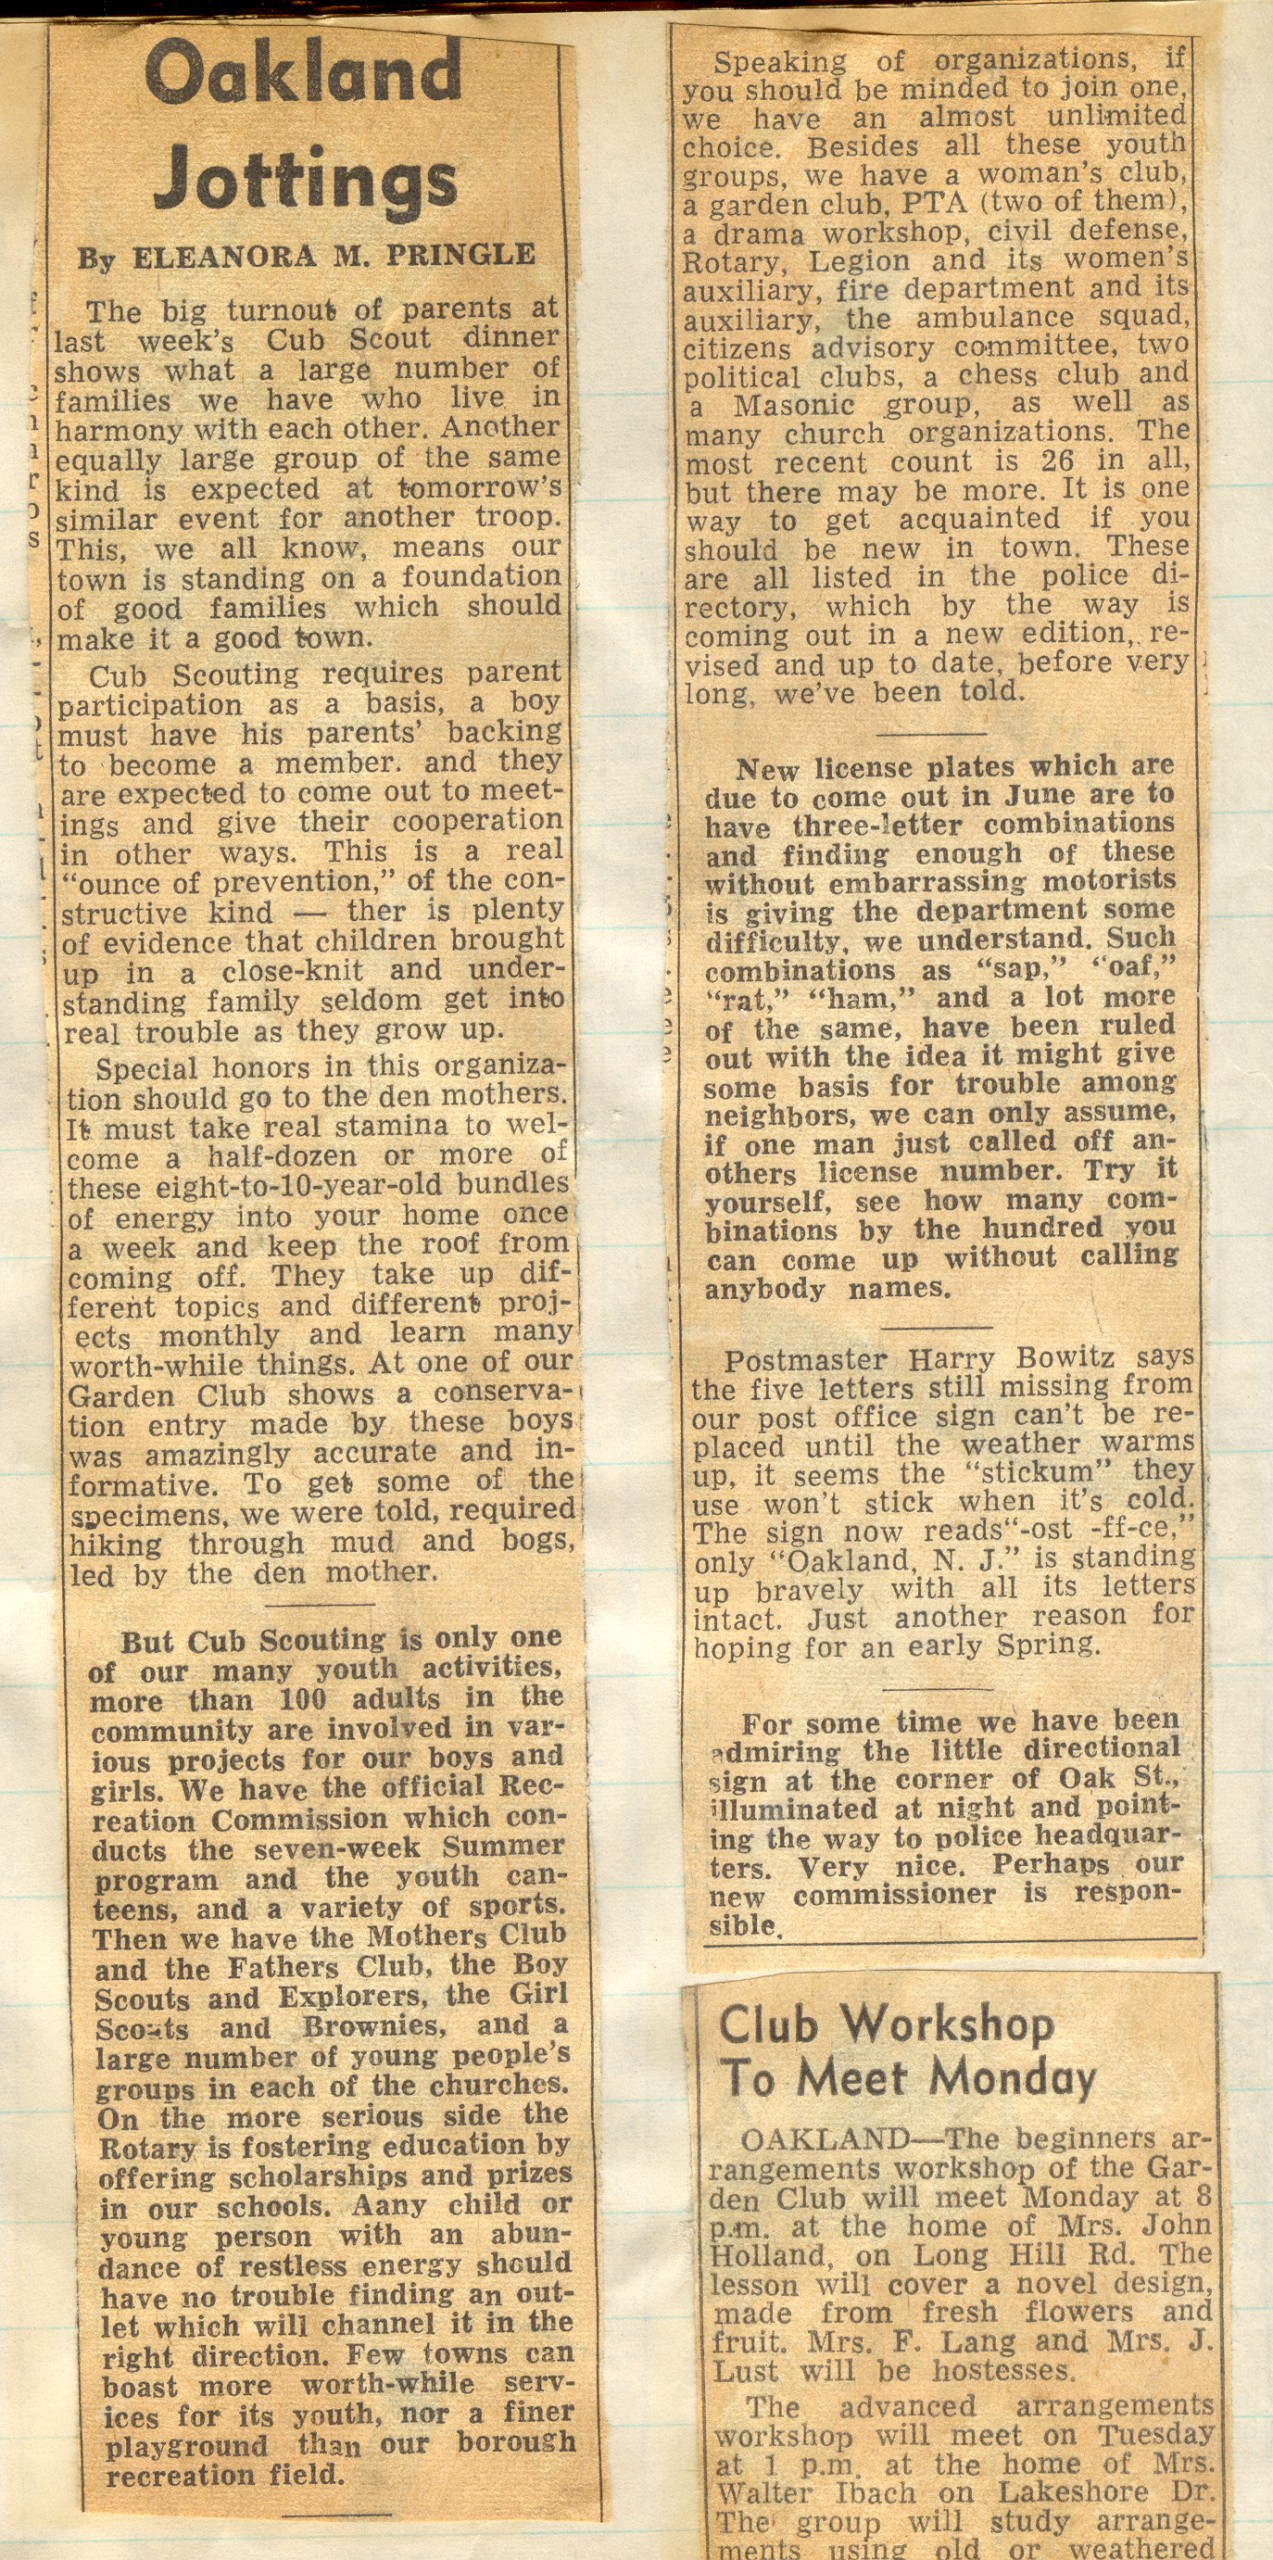 Oakland
Jottings
By ELEANORA M. PRINGLE
The big turnout of parents at
last week's Cub Scout dinner
shows what a large number of
families we have who live in
harmony with each other. Another
equally large group of the same
kind is expected at tomorrow's
similar event for another troop.
This, we all know, means our
town is standing on a foundation
of good families which should
make it a good town.
Cub Scouting requires parent
participation as a basis, a boy
must have his parents' backing
to become a member. and they
are expected to come out to meet-
ings and give their cooperation
in other ways. This is a real
"ounce of prevention," of the con-
structive kind — ther is plenty
of evidence that children brought
up in a close-knit and under-
standing family seldom get into
real trouble as they grow up.
Special honors in this organiza-
tion should go to the den mothers.
It must take real stamina to wel-
come a half-dozen or more of
these eight-to-10-year-old bundles
of energy into your home once
a week and keep the roof from
coming off. They take up dif-
ferent topics and different proj-
ects monthly and learn many
worth-while things. At one of our
Garden Club shows a conserva-
tion entry made by these boys
was amazingly accurate and in-
formative. To get some of the
specimens, we were told, required
hiking through mud and bogs,
led by the den mother.
But Cub Scouting is only one
of our many youth activities,
more than 100 adults in the
community are involved in var-
ious projects for our boys and
girls. We have the official Rec-
reation Commission which con-
ducts the seven-week Summer
program and the youth can-
teens, and a variety of sports.
Then we have the Mothers Club
and the Fathers Club, the Boy
Scouts and Explorers, the Girl
Scouts and Brownies, and a
large number of young people's
groups in each of the churches.
On the more serious side the
Rotary is fostering education by
offering scholarships and prizes
in our schools. Aany child or
young person with an abun-
dance of restless energy should
have no trouble finding an out-
let which will channel it in the
right direction. Few towns can
boast more worth-while serv-
ices for its youth, nor a finer
playground than our borough
recreation field.
Speaking of organizations, if
you should be minded to join one,
we have an almost unlimited
choice. Besides all these youth
groups, we have a woman's club,
a garden club, PTA (two of them),
a drama workshop, civil defense,
Rotary, Legion and its women's
auxiliary, fire department and its
auxiliary, the ambulance squad,
citizens advisory committee, two
political clubs, a chess club and
a Masonic group, as well as
many church organizations. The
most recent count is 26 in all,
but there may be more. It is one
way to get acquainted if you
should be new in town. These
are all listed in the police di-
rectory, which by the way is
coming out in a new edition, re-
vised and up to date, before very
long, we've been told.
New license plates which are
due to come out in June are to
have three-letter combinations
and finding enough of these
without embarrassing motorists
is giving the department some
difficulty, we understand. Such
combinations as "sap," "oaf,"
"rat," "ham," and a lot more
of the same, have been ruled
out with the idea it might give
some basis for trouble among
neighbors, we can only assume,
if one man just called off an-
others license number. Try it
yourself, see how many com-
binations by the hundred you
can come up without calling
anybody names.
Postmaster Harry Bowitz says
the five letters still missing from
our post office sign can't be re-
placed until the weather warms
up, it seems the "stickum" they
use won't stick when it's cold.
The sign now reads "-ost -ff-ce,"
only "Oakland, N. J." is standing
up bravely with all its letters
intact. Just another reason for
hoping for an early Spring.
For some time we have been
admiring the little directional
sign at the corner of Oak St.,
illuminated at night and point-
ing the way to police headquar-
ters. Very nice. Perhaps our
new commissioner is respon-
sible.
Club Workshop
To Meet Monday
OAKLAND—The beginners ar-
rangements workshop of the Gar-
den Club will meet Monday at 8
p.m. at the home of Mrs. John
Holland, on Long Hill Rd. The
lesson will cover a novel design,
made from fresh flowers and
fruit. Mrs. F. Lang and Mrs. J.
Lust will be hostesses.
The advanced arrangements
workshop will meet on Tuesday
at 1 p.m. at the home of Mrs.
Walter Ibach on Lakeshore Dr.
The group will study arrange-
ments using old or weathered